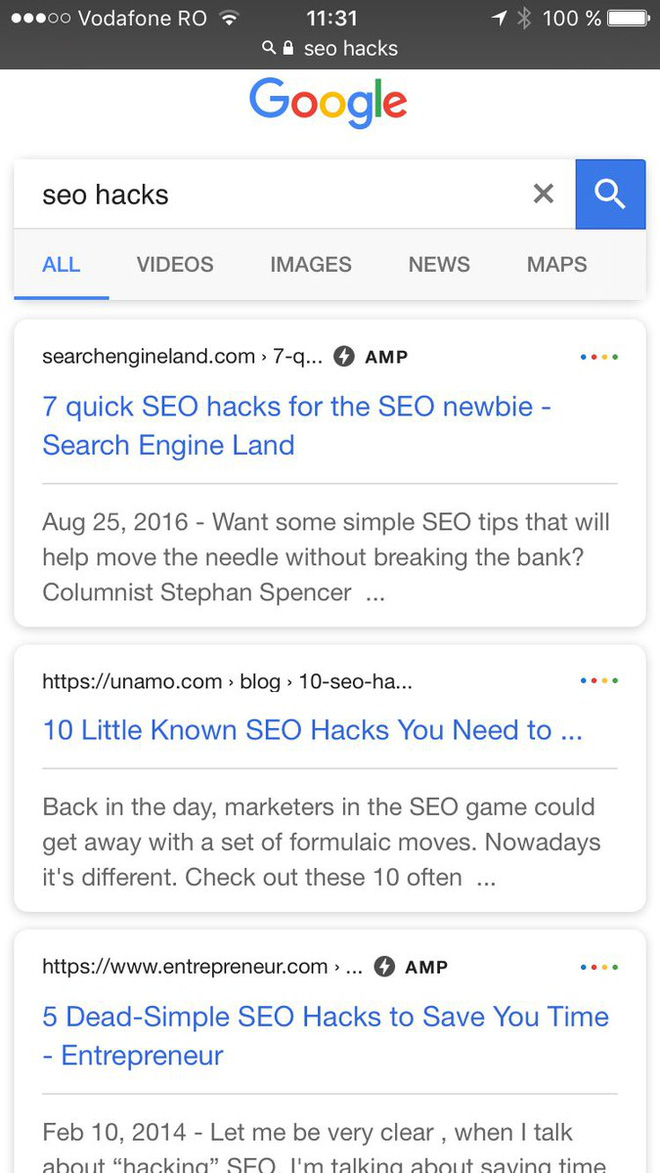 Vodafone RO 11:31 100 %
seo hacks
Google
seo hacks
ALL VIDEOS IMAGES NEWS MAPS
searchengineland.com › 7-q... AMP
7 quick SEO hacks for the SEO newbie -
Search Engine Land
Aug 25, 2016 - Want some simple SEO tips that will
help move the needle without breaking the bank?
Columnist Stephan Spencer ...
https://unamo.com › blog › 10-seo-ha...
10 Little Known SEO Hacks You Need to ...
Back in the day, marketers in the SEO game could
get away with a set of formulaic moves. Nowadays
it's different. Check out these 10 often ...
https://www.entrepreneur.com › ... AMP
5 Dead-Simple SEO Hacks to Save You Time
- Entrepreneur
Feb 10, 2014 - Let me be very clear , when I talk
about “hacking” SEO, I'm talking about saving time